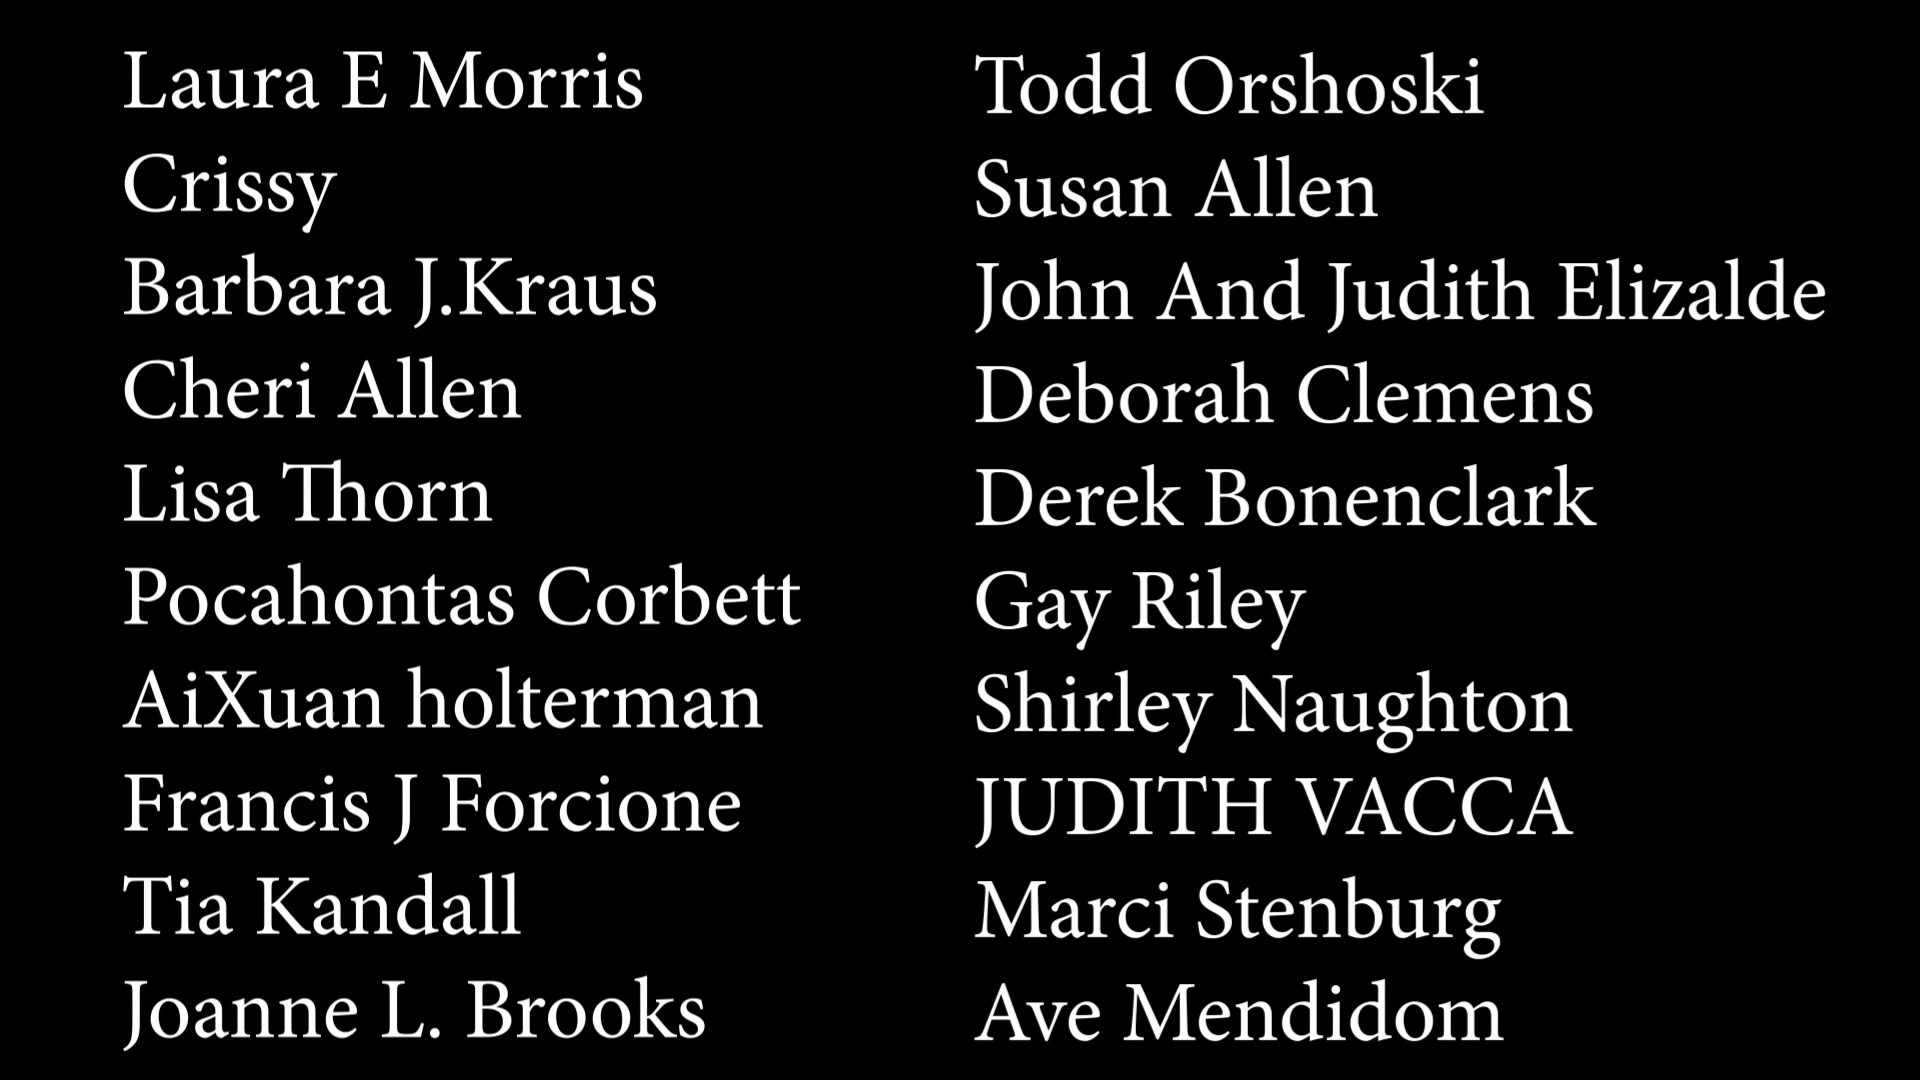 Laura E Morris
Crissy
Barbara J.Kraus
Cheri Allen
Lisa Thorn
Pocahontas Corbett
AiXuan holterman
Francis J Forcione
Tia Kandall
Joanne L. Brooks
Todd Orshoski
Susan Allen
John And Judith Elizalde
Deborah Clemens
Derek Bonenclark
Gay Riley
Shirley Naughton
JUDITH VACCA
Marci Stenburg
Ave Mendidom